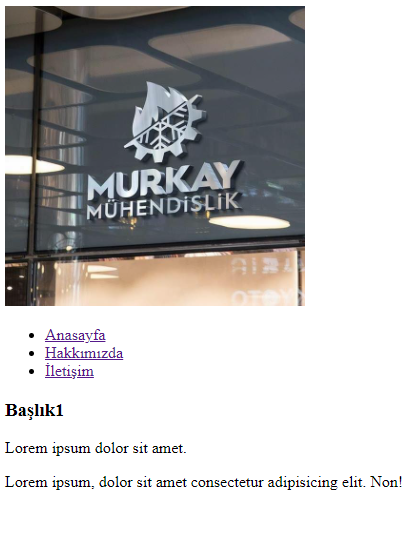 MURKAY
MÜHENDİSLİK
Anasayfa
Hakkımızda
İletişim
Başlık1
Lorem ipsum dolor sit amet.
Lorem ipsum, dolor sit amet consectetur adipisicing elit. Non!